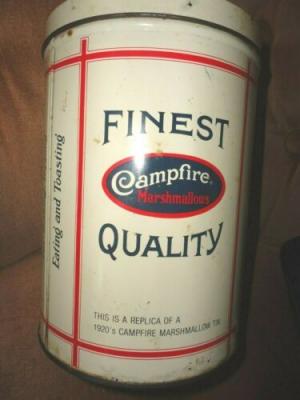 FINEST
Campfire
Marshmallows
QUALITY
THIS IS A REPLICA OF A
1920's CAMPFIRE MARSHMALLOW TIN
Eating and Toasting